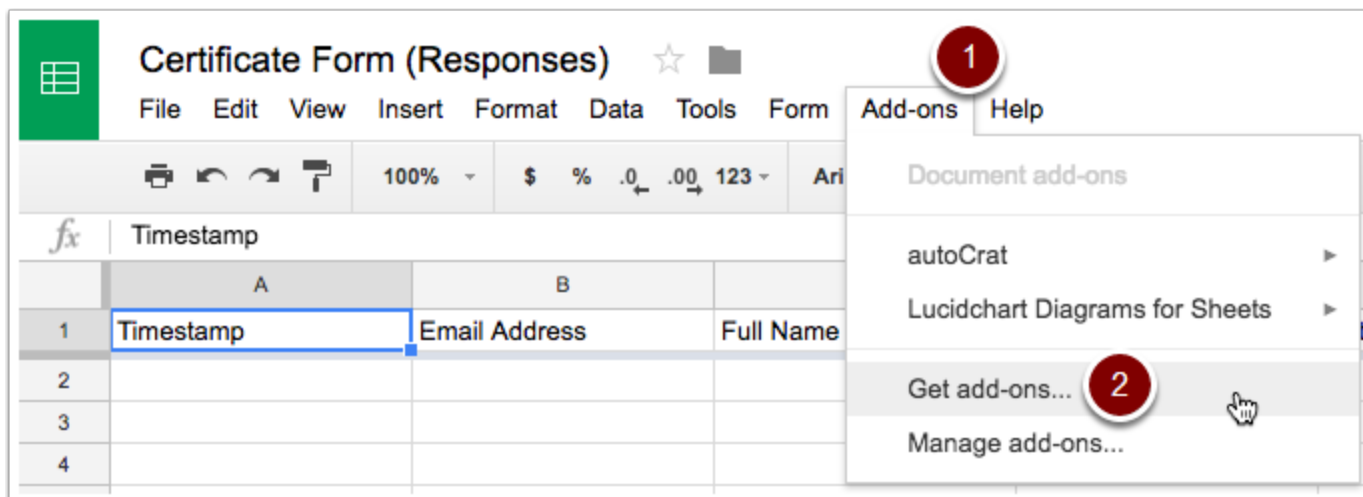 Certificate Form (Responses)
1
File Edit View Insert Format Data Tools Form Add-ons Help
100% $ % .0 .00 123 Ari
Document add-ons
fx Timestamp
autoCrat
A B
Lucidchart Diagrams for Sheets
1 Timestamp Email Address Full Name
2
Get add-ons... 2
3
Manage add-ons...
4